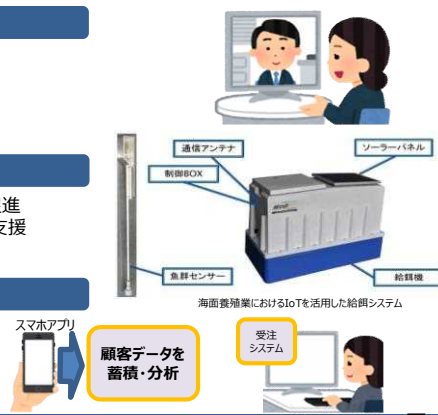 通信アンテナ
ソーラーパネル
制御BOX
進
支援
魚群センサー
給餌機
海面養殖業におけるIoTを活用した給餌システム
スマホアプリ
顧客データを
蓄積・分析
受注
システム